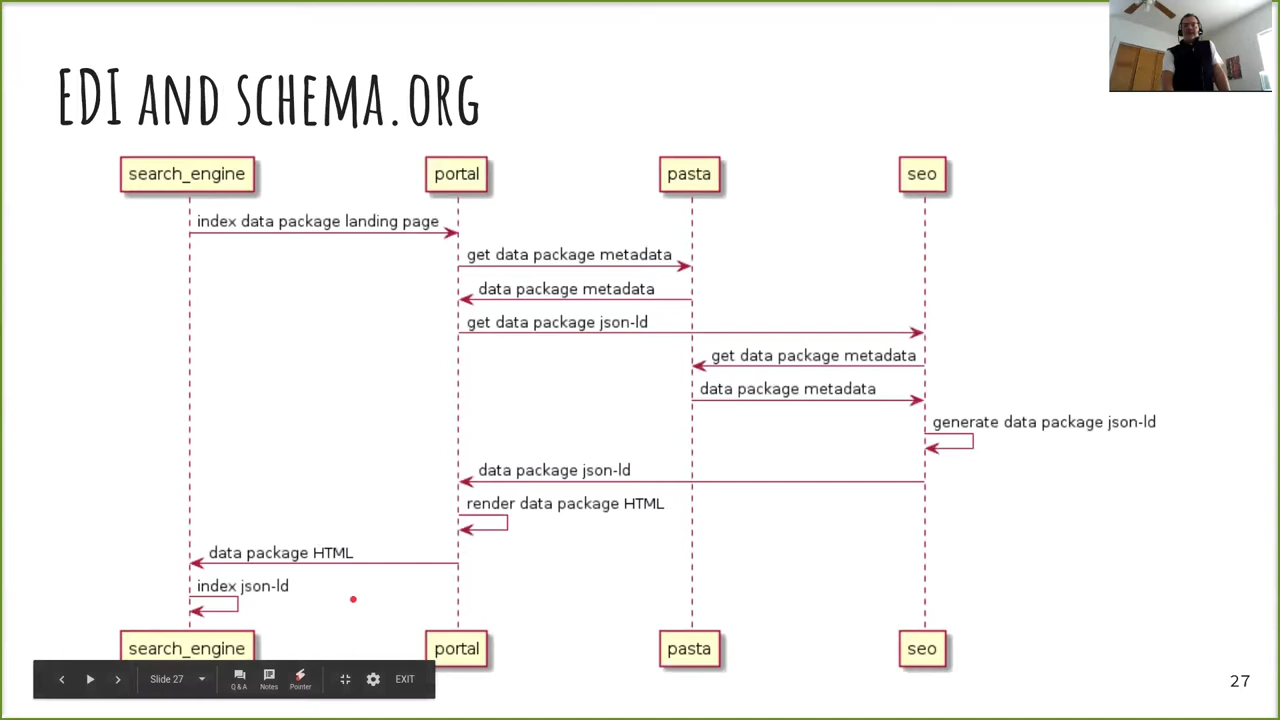 EDI AND SCHEMA.ORG
search_engine portal pasta seo
index data package landing page
get data package metadata
data package metadata
get data package json-ld
get data package metadata
data package metadata
generate data package json-ld
data package json-ld
render data package HTML
data package HTML
index json-ld
search_engine portal pasta seo
Slide 27 Q & A Notes Pointer EXIT
27